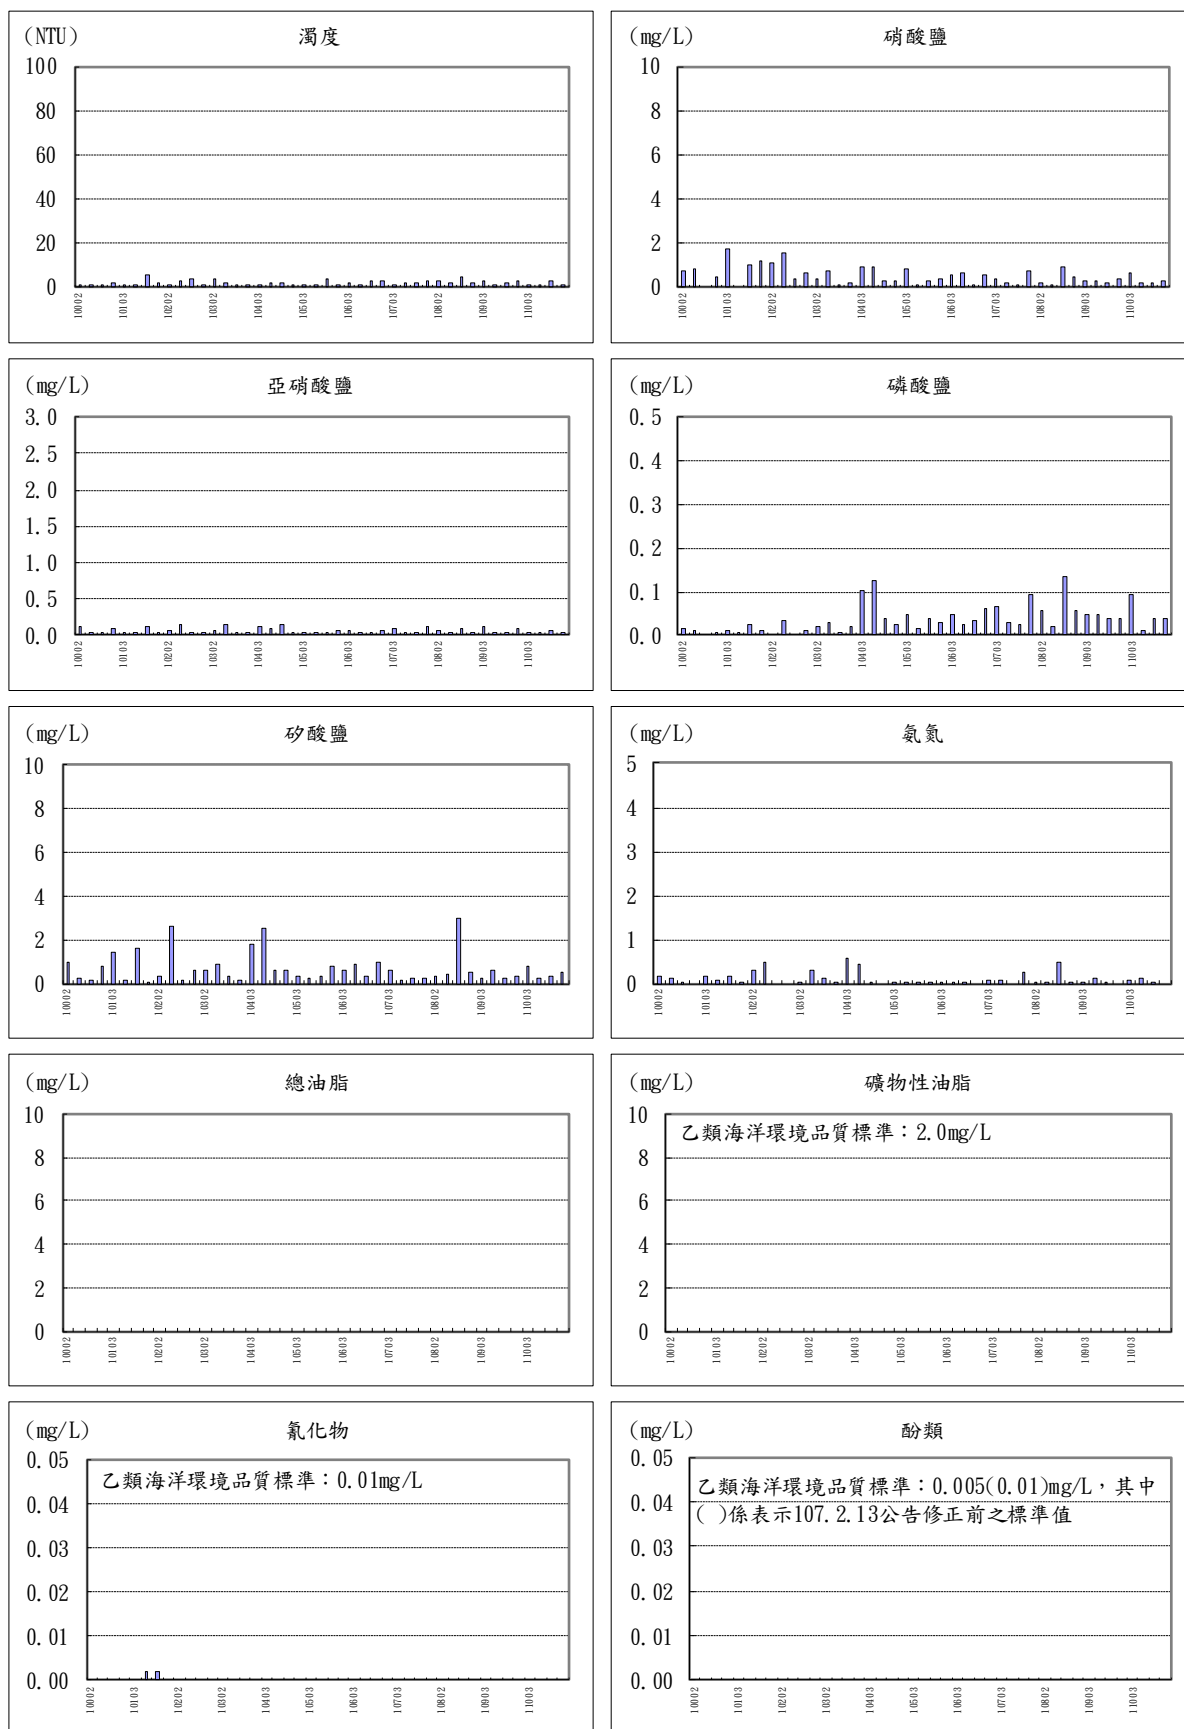 (NTU) 濁度
100
80
60
40
20
0
10002 10103 10202 10302 10403 10503 10603 10703 10802 10903 11003
(mg/L) 硝酸鹽
10
8
6
4
2
0
10002 10103 10202 10302 10403 10503 10603 10703 10802 10903 11003
(mg/L) 亞硝酸鹽
3.0
2.5
2.0
1.5
1.0
0.5
0.0
10002 10103 10202 10302 10403 10503 10603 10703 10802 10903 11003
(mg/L) 磷酸鹽
0.5
0.4
0.3
0.2
0.1
0.0
10002 10103 10202 10302 10403 10503 10603 10703 10802 10903 11003
(mg/L) 矽酸鹽
10
8
6
4
2
0
10002 10103 10202 10302 10403 10503 10603 10703 10802 10903 11003
(mg/L) 氨氮
5
4
3
2
1
0
10002 10103 10202 10302 10403 10503 10603 10703 10802 10903 11003
(mg/L) 總油脂
10
8
6
4
2
0
10002 10103 10202 10302 10403 10503 10603 10703 10802 10903 11003
(mg/L) 礦物性油脂
乙類海洋環境品質標準：2.0mg/L
10
8
6
4
2
0
10002 10103 10202 10302 10403 10503 10603 10703 10802 10903 11003
(mg/L) 氰化物
乙類海洋環境品質標準：0.01mg/L
0.05
0.04
0.03
0.02
0.01
0.00
10002 10103 10202 10302 10403 10503 10603 10703 10802 10903 11003
(mg/L) 酚類
乙類海洋環境品質標準：0.005(0.01)mg/L，其中
( )係表示107.2.13公告修正前之標準值
0.05
0.04
0.03
0.02
0.01
0.00
10002 10103 10202 10302 10403 10503 10603 10703 10802 10903 11003